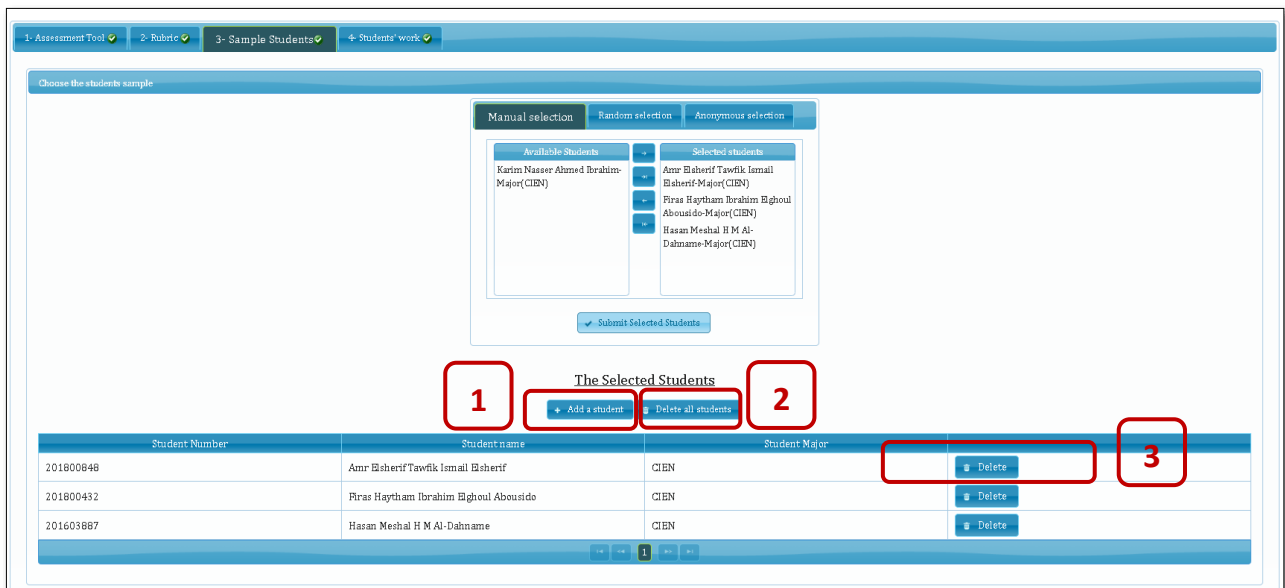 1- Assessment Tool
2- Rubric
3- Sample Students
4- Students' work
Choose the students sample
Manual selection
Random selection
Anonymous selection
Available Students
Selected students
Karim Nasser Ahmed Ibrahim-
Major(CIEN)
Amr Elsherif Tawfik Ismail
Elsherif-Major(CIEN)
Firas Haytham Ibrahim Elghoul
Abousido-Major(CIEN)
Hasan Meshal H M Al-
Dahname-Major(CIEN)
Submit Selected Students
The Selected Students
1
Add a student
Delete all students
2
Student Number
Student name
Student Major
3
201800848
Amr Elsherif Tawfik Ismail Elsherif
CIEN
Delete
201800432
Firas Haytham Ibrahim Elghoul Abousido
CIEN
Delete
201603887
Hasan Meshal H M Al-Dahname
CIEN
Delete
1